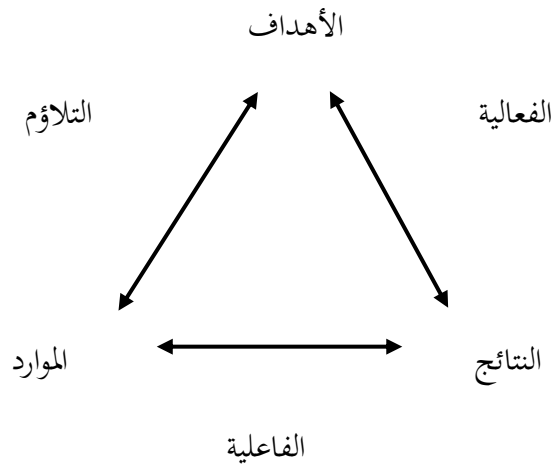 الأهداف
الفعالية
التلاؤم
النتائج
الموارد
الفاعلية